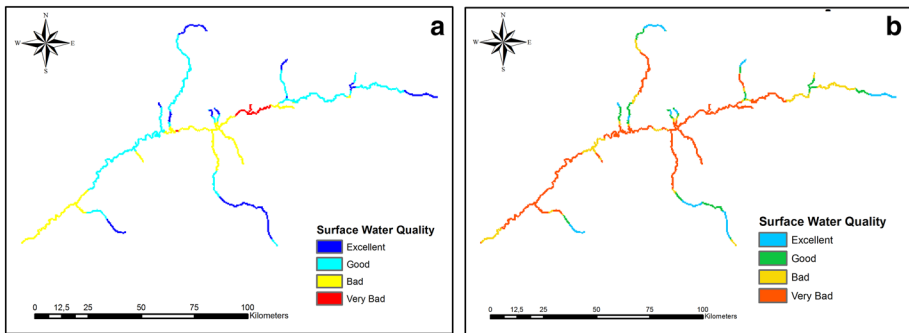 a
N
W E
S
Surface Water Quality
Excellent
Good
Bad
Very Bad
0 12,5 25 50 75 100
Kilometers
b
N
W E
S
Surface Water Quality
Excellent
Good
Bad
Very Bad
0 12,5 25 50 75 100
Kilometers